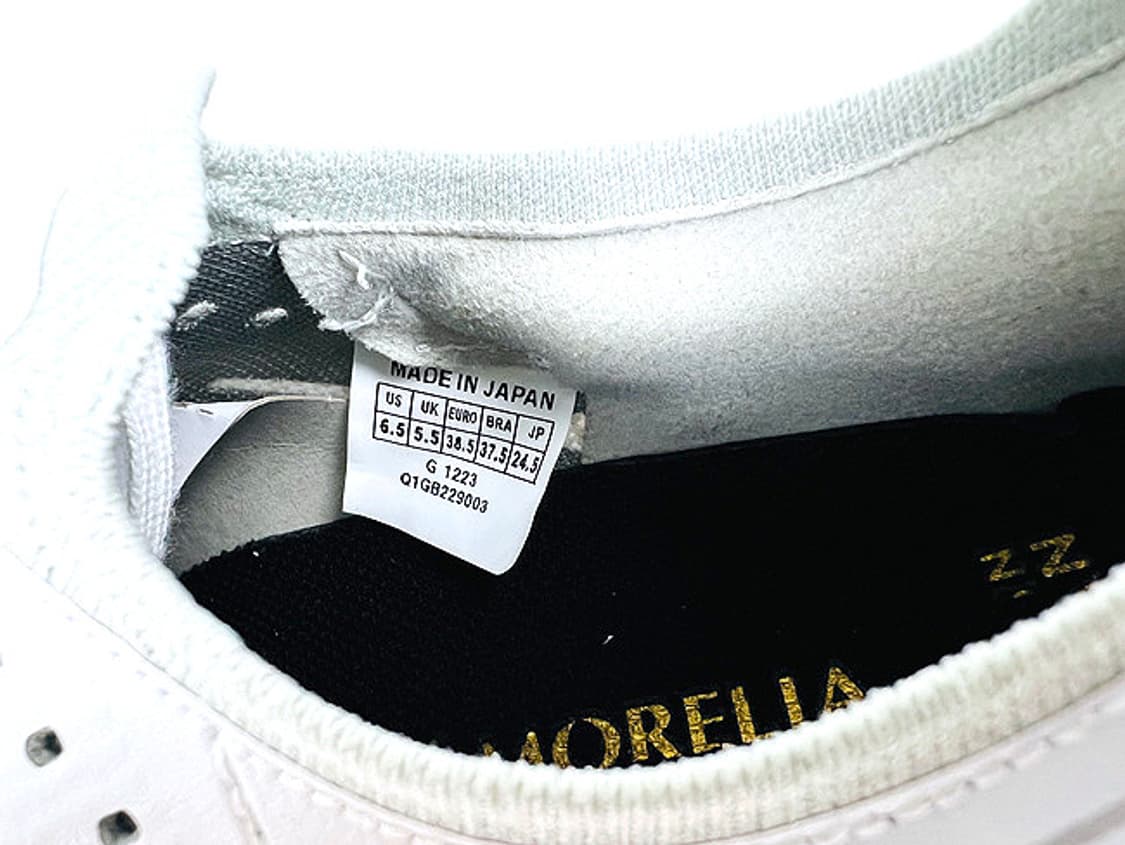 MADE IN JAPAN
US UK EURO BRA JP
6.5 5.5 38.5 37.5 24.5
G 1223
Q1GB229003
MORELIA